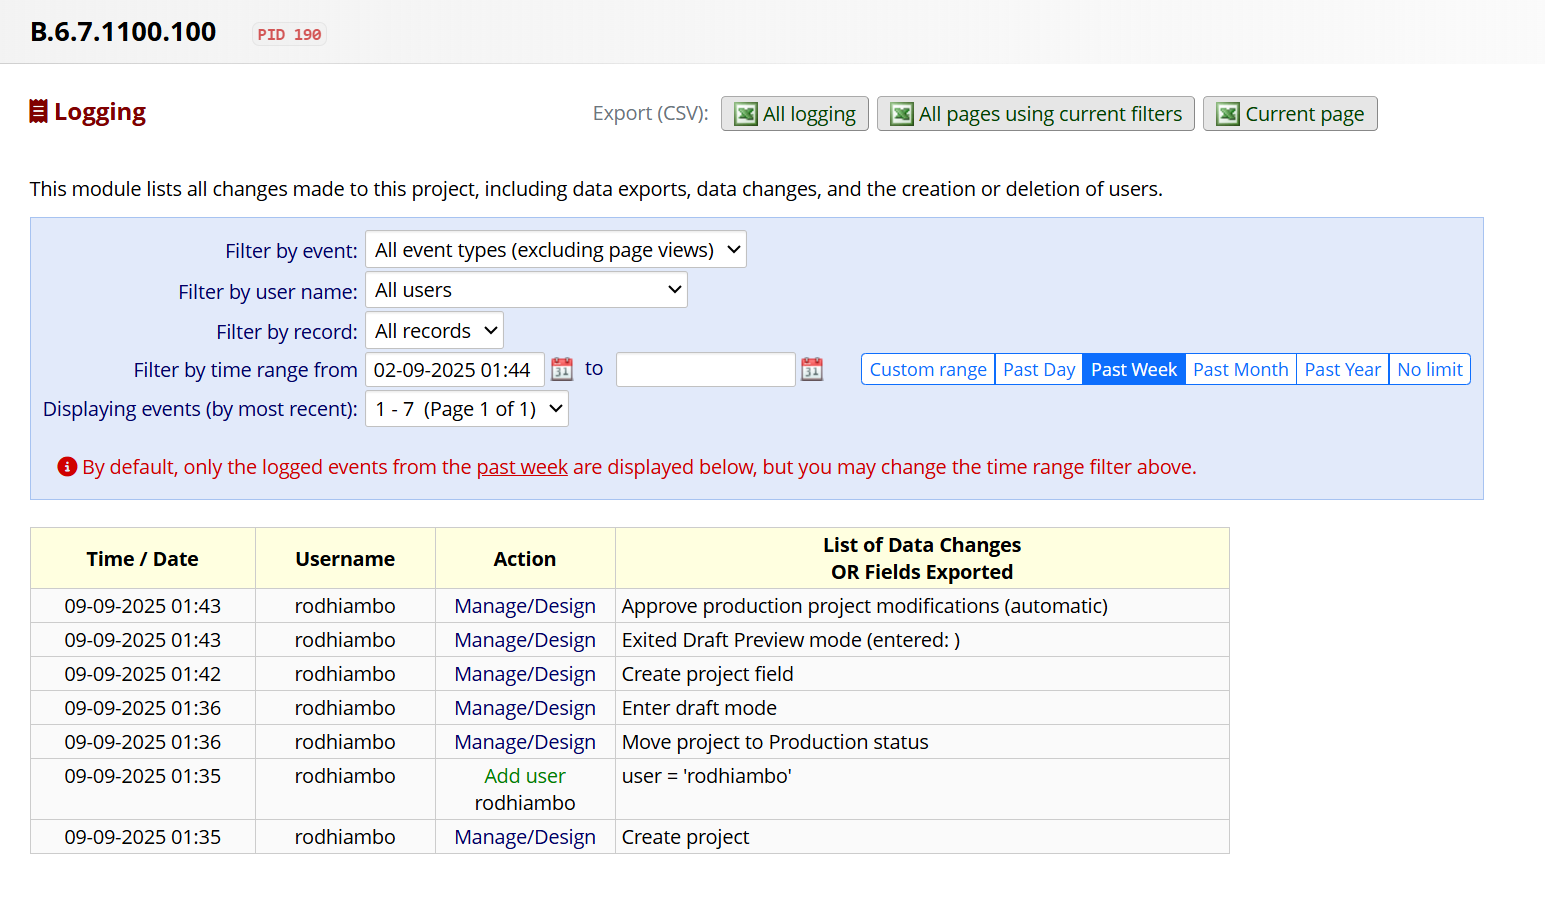 B.6.7.1100.100 PID 190
Logging Export (CSV): All logging All pages using current filters Current page
This module lists all changes made to this project, including data exports, data changes, and the creation or deletion of users.
Filter by event: All event types (excluding page views)
Filter by user name: All users
Filter by record: All records
Filter by time range from 02-09-2025 01:44 31 to 31 Custom range Past Day Past Week Past Month Past Year No limit
Displaying events (by most recent): 1 - 7 (Page 1 of 1)
By default, only the logged events from the past week are displayed below, but you may change the time range filter above.
Time / Date Username Action List of Data Changes
OR Fields Exported
09-09-2025 01:43 rodhiambo Manage/Design Approve production project modifications (automatic)
09-09-2025 01:43 rodhiambo Manage/Design Exited Draft Preview mode (entered: )
09-09-2025 01:42 rodhiambo Manage/Design Create project field
09-09-2025 01:36 rodhiambo Manage/Design Enter draft mode
09-09-2025 01:36 rodhiambo Manage/Design Move project to Production status
09-09-2025 01:35 rodhiambo Add user user = 'rodhiambo'
rodhiambo
09-09-2025 01:35 rodhiambo Manage/Design Create project